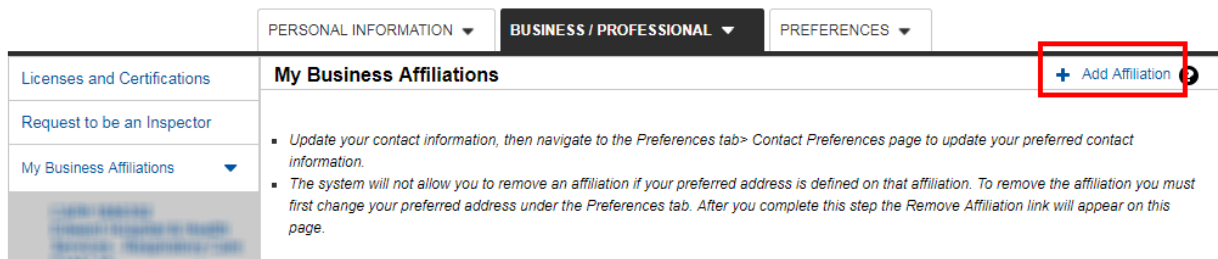 PERSONAL INFORMATION
BUSINESS / PROFESSIONAL
PREFERENCES
Licenses and Certifications
Request to be an Inspector
My Business Affiliations
My Business Affiliations
+ Add Affiliation ?
Update your contact information, then navigate to the Preferences tab> Contact Preferences page to update your preferred contact
information.
The system will not allow you to remove an affiliation if your preferred address is defined on that affiliation. To remove the affiliation you must
first change your preferred address under the Preferences tab. After you complete this step the Remove Affiliation link will appear on this
page.